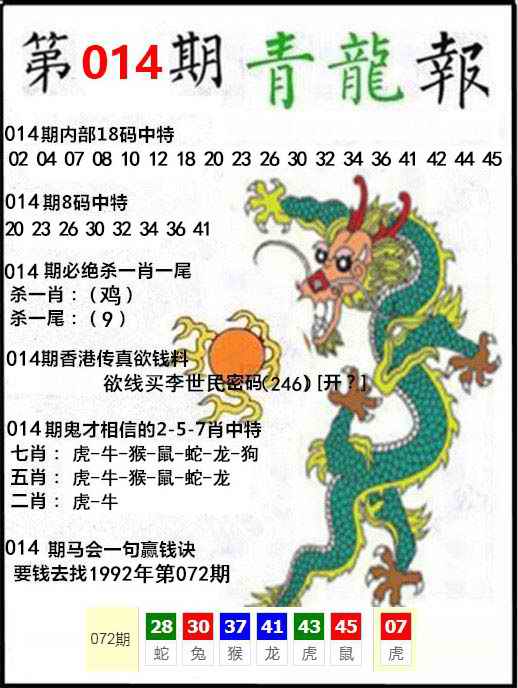 第014期青龍報
014期内部18码中特
02 04 07 08 10 12 18 20 23 26 30 32 34 36 41 42 44 45
014期8码中特
20 23 26 30 32 34 36 41
014 期必绝杀一肖一尾
杀一肖：（鸡）
杀一尾：（9）
014期香港传真欲钱料
欲线买李世民密码(246) [开？]
014期鬼才相信的2-5-7肖中特
七肖： 虎-牛-猴-鼠-蛇-龙-狗
五肖： 虎-牛-猴-鼠-蛇-龙
二肖： 虎-牛
014 期马会一句赢钱诀
要钱去找1992年第072期
072期 28 30 37 41 43 45 07
蛇 兔 猴 龙 虎 鼠 虎